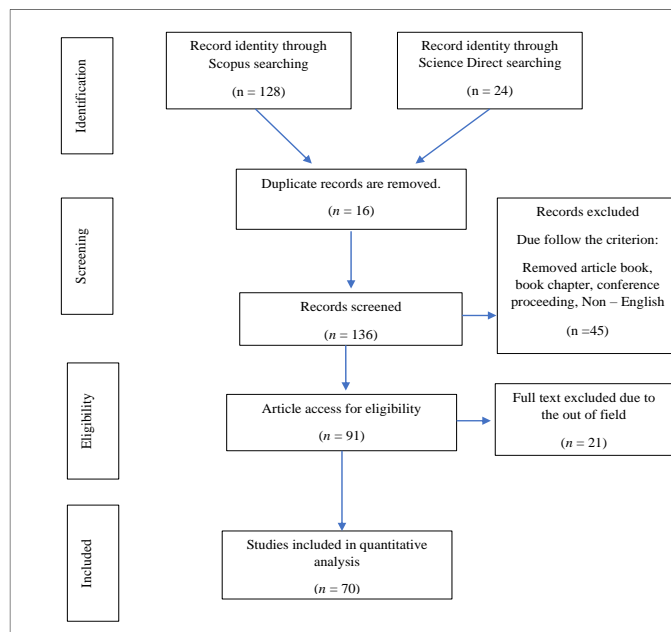 Identification
Record identity through
Scopus searching
(n = 128)
Record identity through
Science Direct searching
(n = 24)
Duplicate records are removed.
(n = 16)
Screening
Records excluded
Due follow the criterion:
Removed article book,
book chapter, conference
proceeding, Non – English
(n =45)
Records screened
(n = 136)
Eligibility
Article access for eligibility
(n = 91)
Full text excluded due to
the out of field
(n = 21)
Included
Studies included in quantitative
analysis
(n = 70)